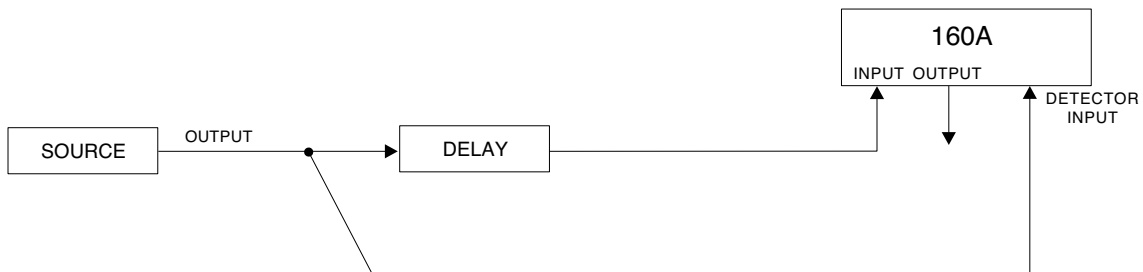 160A
INPUT OUTPUT
DETECTOR
INPUT
OUTPUT
SOURCE
DELAY